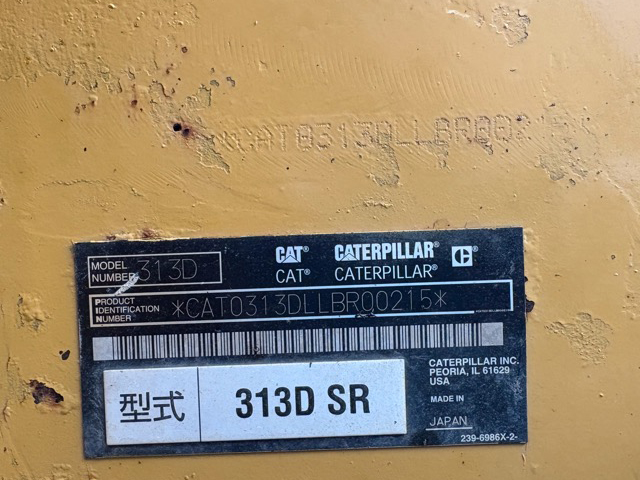 *CAT0313DLLBR002
CAT® CATERPILLAR®
CAT® CATERPILLAR®
MODEL NUMBER 313D
PRODUCT IDENTIFICATION NUMBER *CAT0313DLLBR00215*
型式 313D SR
CATERPILLAR INC.
PEORIA, IL 61629
USA
MADE IN
JAPAN
239-6986X-2-